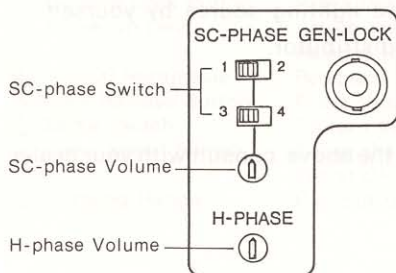 SC-PHASE GEN-LOCK
1 2
SC-phase Switch
3 4
SC-phase Volume
H-PHASE
H-phase Volume